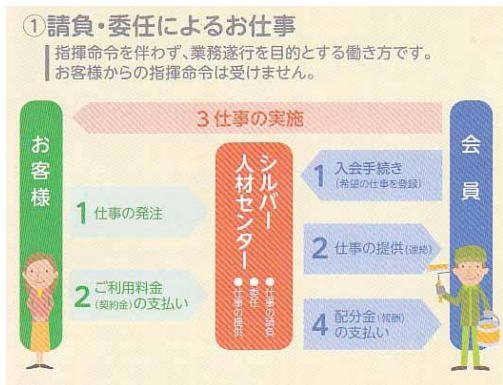 ①請負・委任によるお仕事
指揮命令を伴わず、業務遂行を目的とする働き方です。
お客様からの指揮命令は受けません。
3仕事の実施
お客様
1 仕事の発注
2 ご利用料金
(契約金)の支払い
シルバー
人材センター
●仕事の請負
●委任
●仕事の提供
会員
1 入会手続き
(希望の仕事を登録)
2 仕事の提供(連絡)
4 配分金(報酬)
の支払い